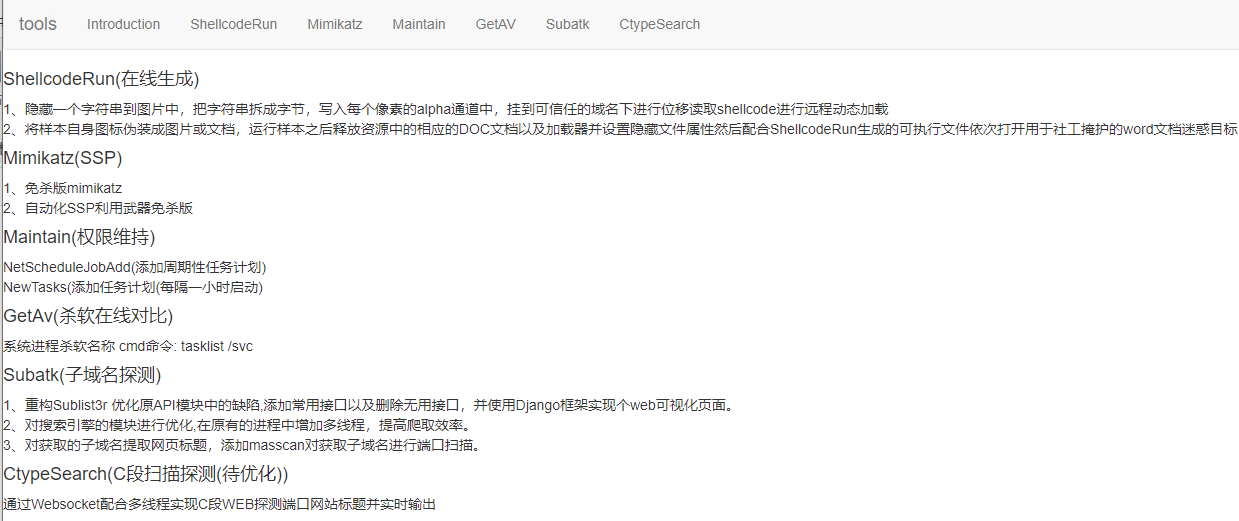 tools Introduction ShellcodeRun Mimikatz Maintain GetAV Subatk CtypeSearch
ShellcodeRun(在线生成)
1、隐藏一个字符串到图片中，把字符串拆成字节，写入每个像素的alpha通道中，挂到可信任的域名下进行位移读取shellcode进行远程动态加载
2、将样本自身图标伪装成图片或文档，运行样本之后释放资源中的相应的DOC文档以及加载器并设置隐藏文件属性然后配合ShellcodeRun生成的可执行文件依次打开用于社工掩护的word文档迷惑目标
Mimikatz(SSP)
1、免杀版mimikatz
2、自动化SSP利用武器免杀版
Maintain(权限维持)
NetScheduleJobAdd(添加周期性任务计划)
NewTasks(添加任务计划(每隔一小时启动)
GetAv(杀软在线对比)
系统进程杀软名称 cmd命令: tasklist /svc
Subatk(子域名探测)
1、重构Sublist3r 优化原API模块中的缺陷,添加常用接口以及删除无用接口，并使用Django框架实现个web可视化页面。
2、对搜索引擎的模块进行优化,在原有的进程中增加多线程，提高爬取效率。
3、对获取的子域名提取网页标题，添加masscan对获取子域名进行端口扫描。
CtypeSearch(C段扫描探测(待优化))
通过Websocket配合多线程实现C段WEB探测端口网站标题并实时输出